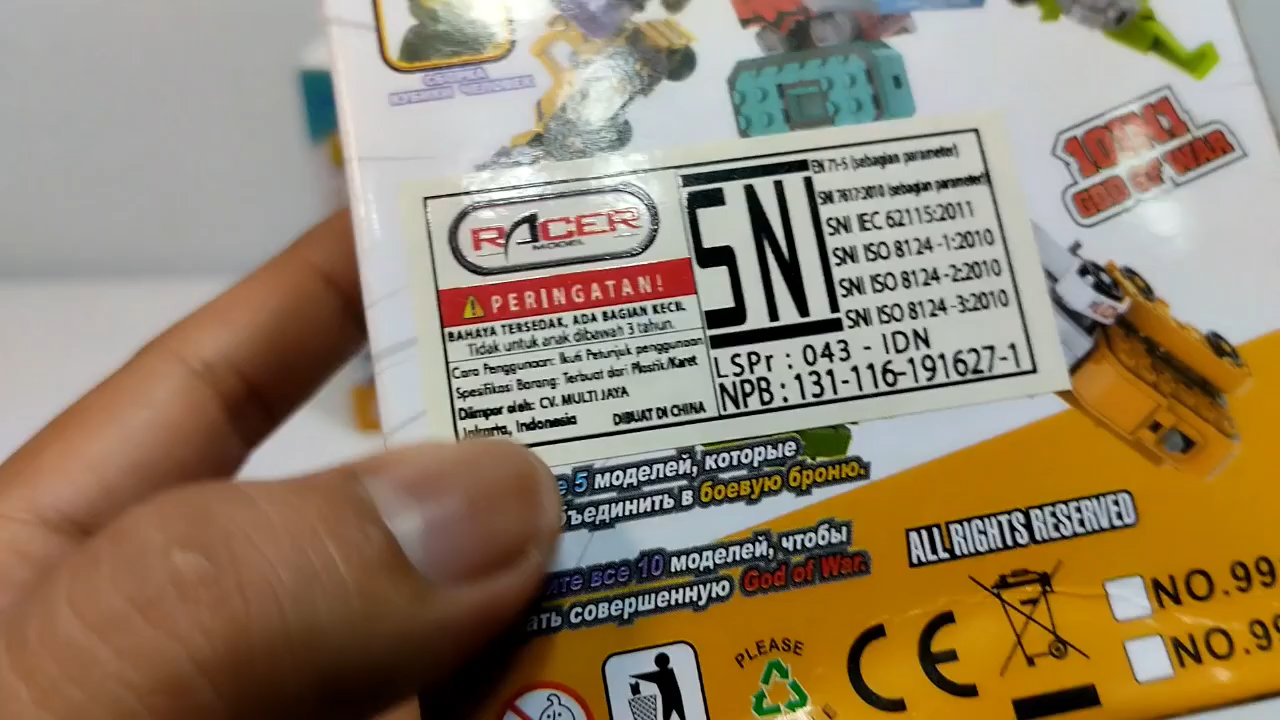 10 IN 1
GOD OF WAR
RACER
MODEL
PERINGATAN!
BAHAYA TERSEDAK, ADA BAGIAN KECIL
Tidak untuk anak dibawah 3 tahun.
Cara Penggunaan: Ikuti Petunjuk penggunaan
Spesifikasi Barang: Terbuat dari Plastik/Karet
Diimpor oleh: CV. MULTI JAYA
Jakarta, Indonesia
DIBUAT DI CHINA
SNI
EN 71-5 (sebagian parameter)
SNI 7617:2010 (sebagian parameter)
SNI IEC 62115:2011
SNI ISO 8124 -1:2010
SNI ISO 8124 -2:2010
SNI ISO 8124 -3:2010
LSPr : 043 - IDN
NPB : 131-116-191627-1
5 моделей, которые
в боевую броню.
все 10 моделей, чтобы
совершенную God of War.
ALL RIGHTS RESERVED
PLEASE
CE
NO.99
NO.99